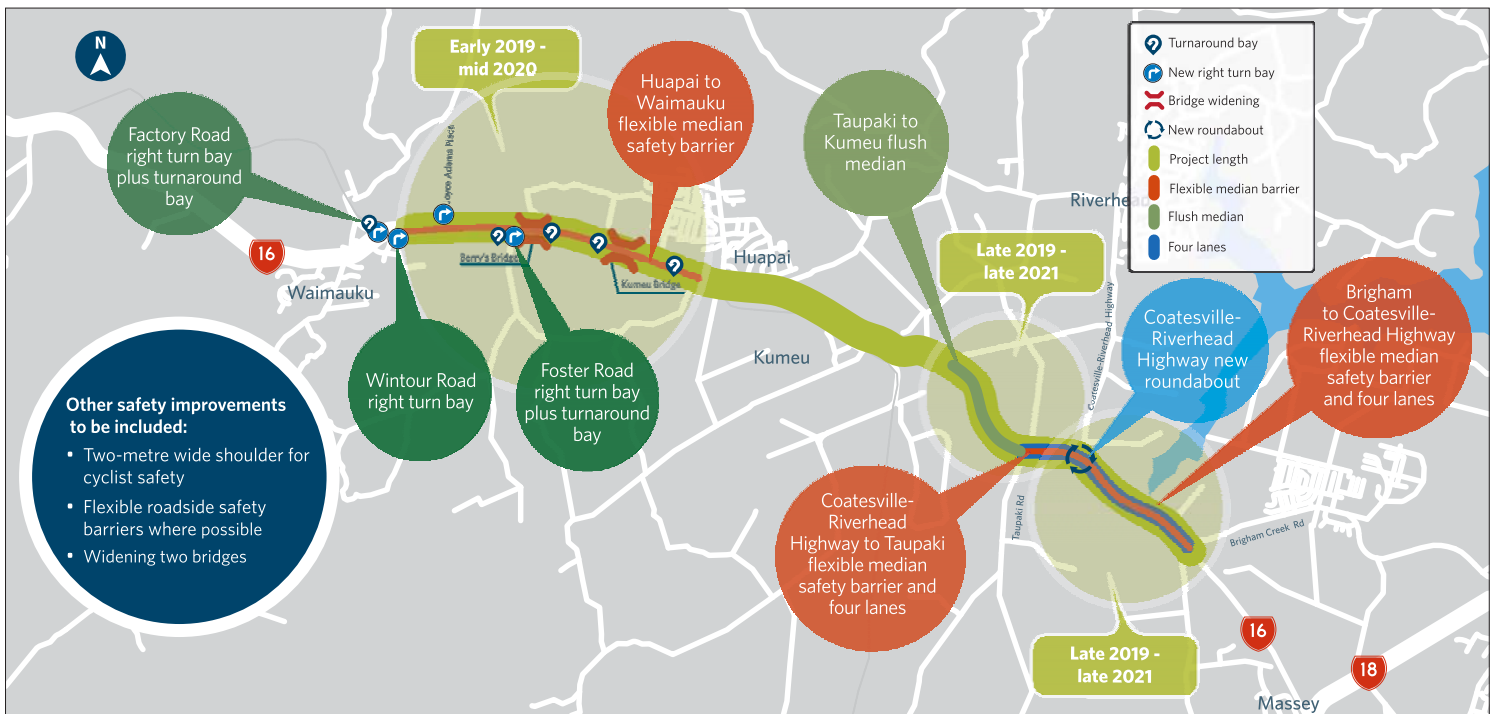 N
Early 2019 -
mid 2020
Huapai to
Waimauku
flexible median
safety barrier
Factory Road
right turn bay
plus turnaround
bay
Taupaki to
Kumeu flush
median
Turnaround bay
New right turn bay
Bridge widening
New roundabout
Project length
Flexible median barrier
Flush median
Four lanes
Joyce Adams Place
Riverhead
16
Waimauku
Berry's Bridge
Kumeu Bridge
Huapai
Kumeu
Late 2019 -
late 2021
Coatesville-Riverhead Highway
Coatesville-
Riverhead
Highway new
roundabout
Brigham
to Coatesville-
Riverhead Highway
flexible median
safety barrier
and four lanes
Wintour Road
right turn bay
Foster Road
right turn bay
plus turnaround
bay
Other safety improvements
to be included:
• Two-metre wide shoulder for
cyclist safety
• Flexible roadside safety
barriers where possible
• Widening two bridges
Coatesville-
Riverhead
Highway to Taupaki
flexible median
safety barrier and
four lanes
Taupaki Rd
Brigham Creek Rd
Late 2019 -
late 2021
16
18
Massey